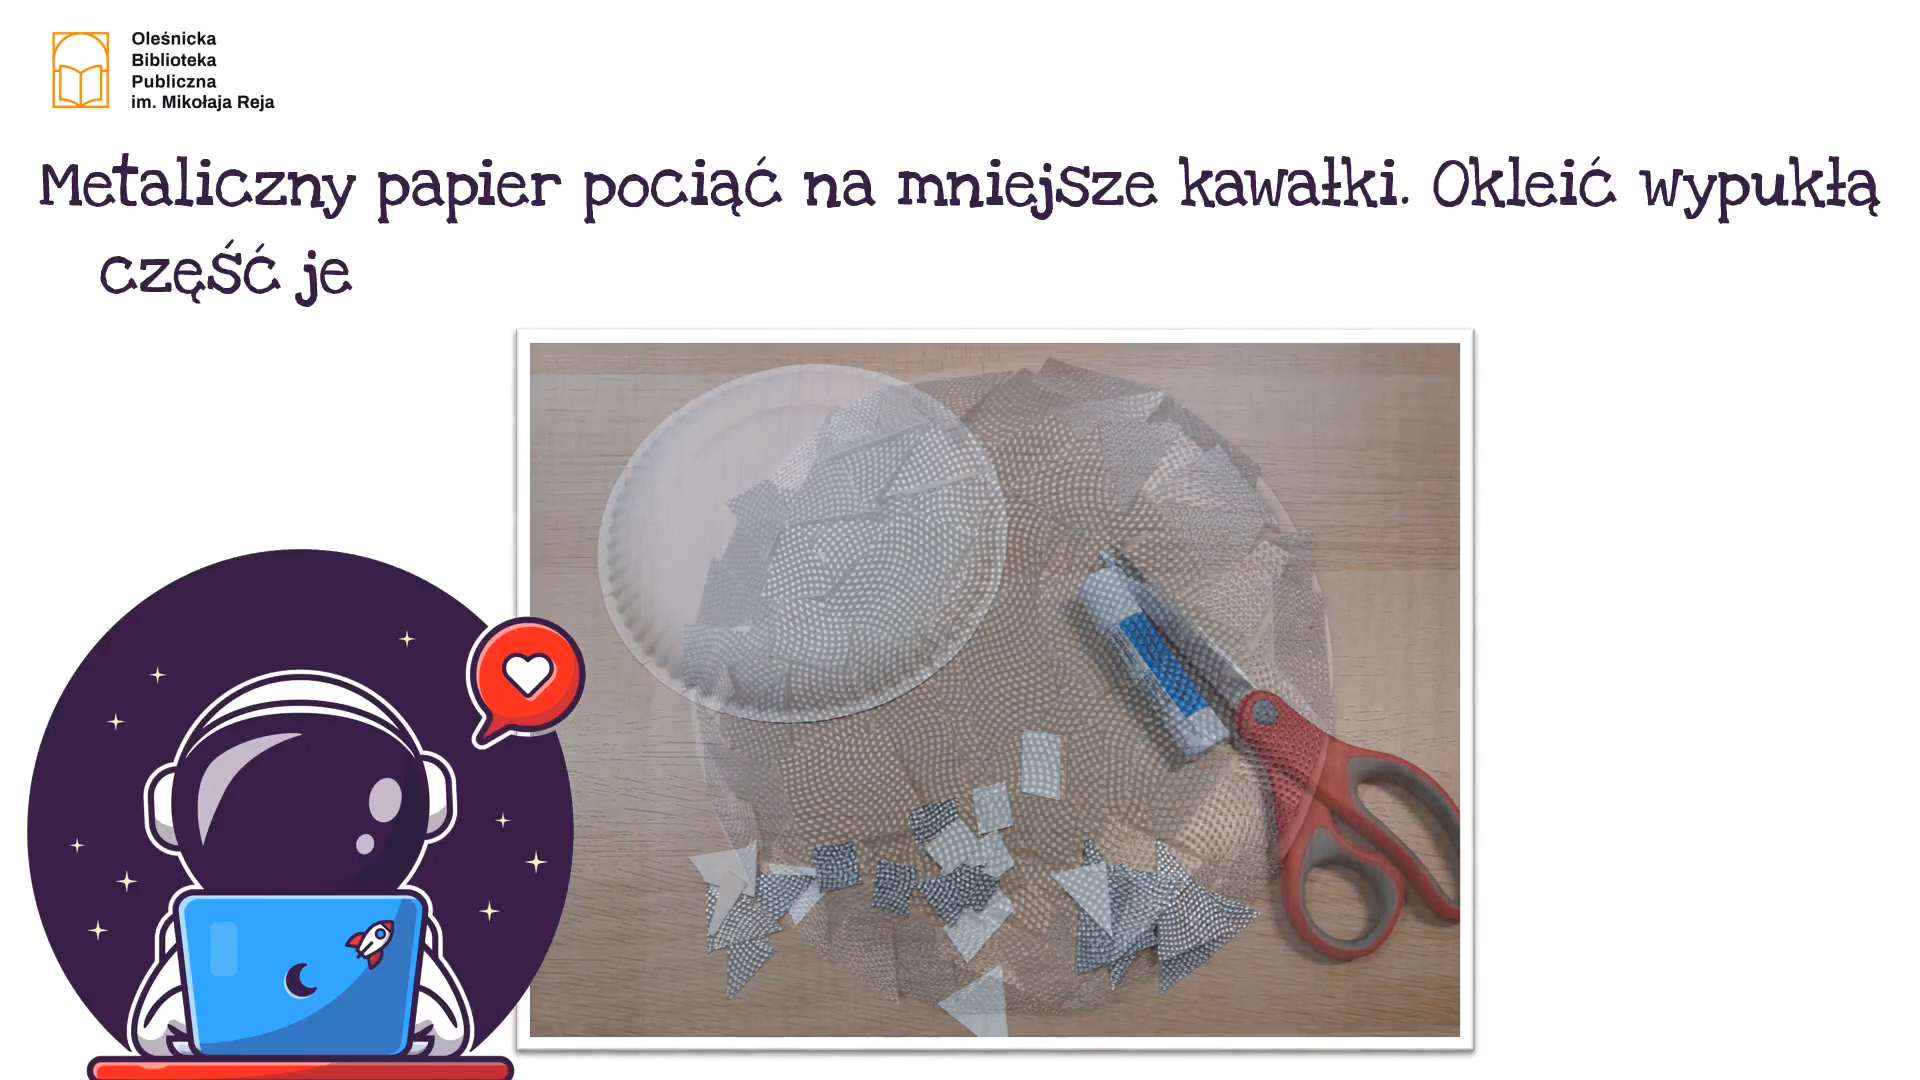 Oleśnicka
Biblioteka
Publiczna
im. Mikołaja Reja
Metaliczny papier pociąć na mniejsze kawałki. Okleić wypukłą
część je